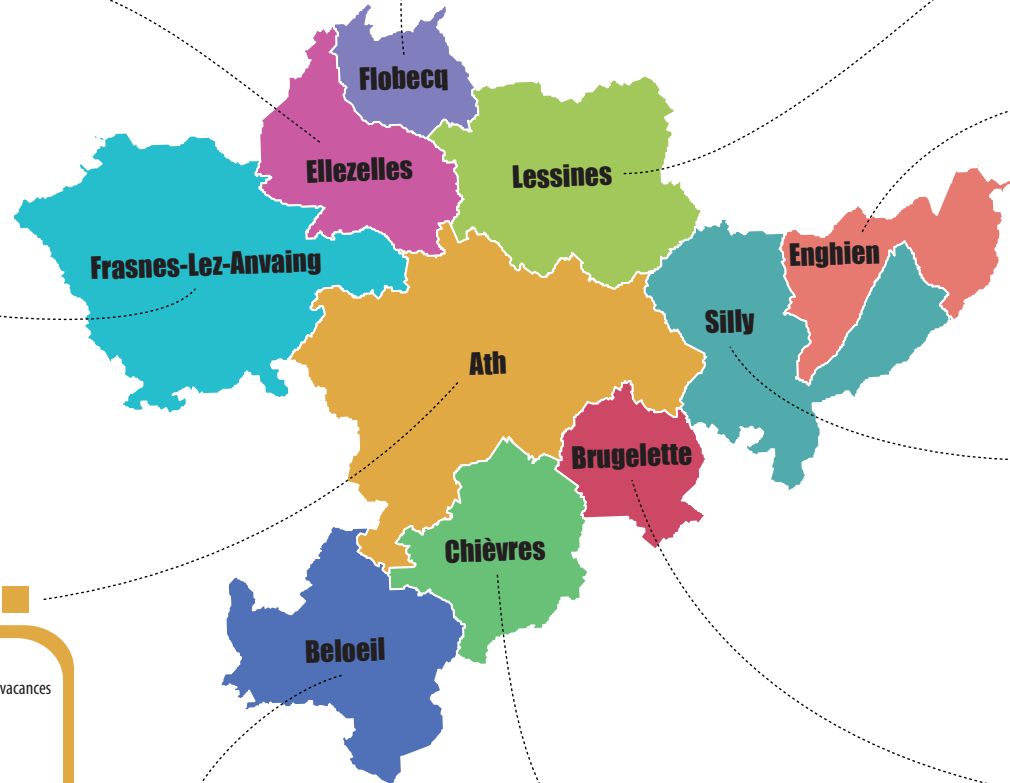 Flobecq
Ellezelles
Lessines
Enghien
Frasnes-Lez-Anvaing
Silly
Ath
Brugelette
Chièvres
Beloeil
vacances